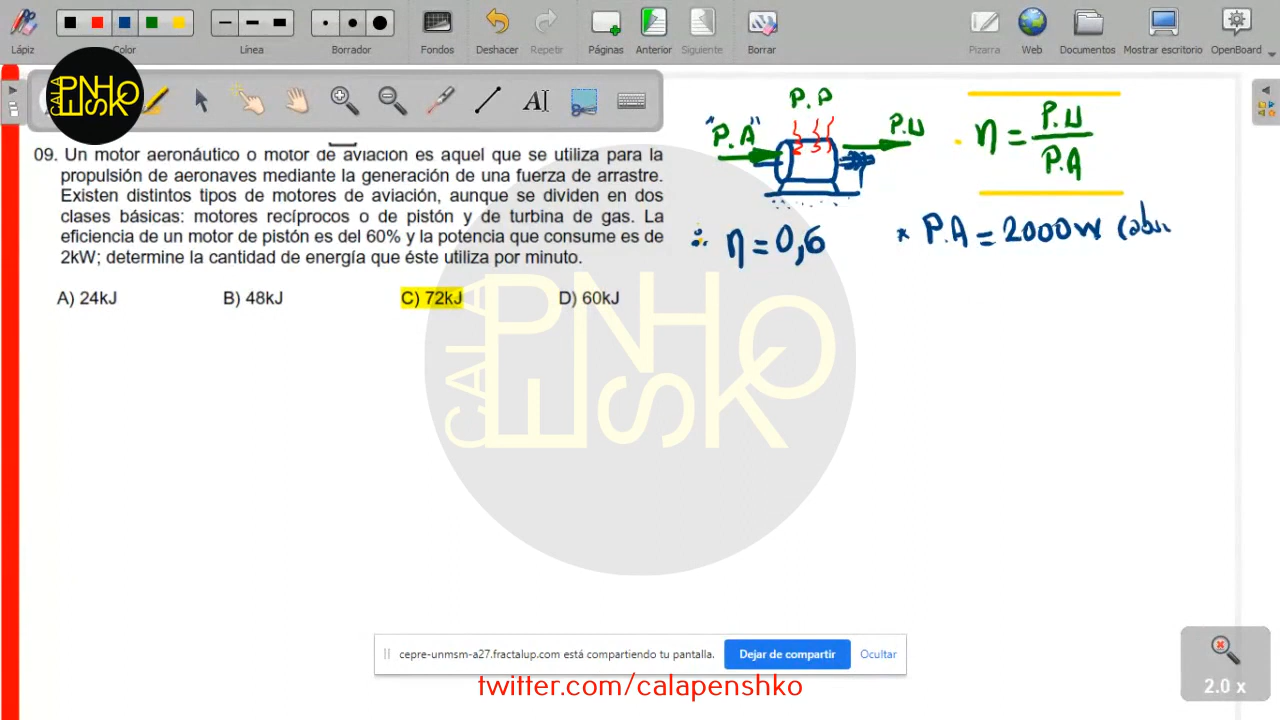 Lápiz Color Línea Borrador Fondos Deshacer Repetir Páginas Anterior Siguiente Borrar Pizarra Web Documentos Mostrar escritorio OpenBoard
CALA PENSHKO
09. Un motor aeronáutico o motor de aviación es aquel que se utiliza para la
propulsión de aeronaves mediante la generación de una fuerza de arrastre.
Existen distintos tipos de motores de aviación, aunque se dividen en dos
clases básicas: motores recíprocos o de pistón y de turbina de gas. La
eficiencia de un motor de pistón es del 60% y la potencia que consume es de
2kW; determine la cantidad de energía que éste utiliza por minuto.
A) 24kJ B) 48kJ C) 72kJ D) 60kJ
P.P
"P.A" P.U
η = P.U
P.A
∴ η = 0,6 * P.A = 2000w
CALA PENSHKO
cepre-unmsm-a27.fractalup.com está compartiendo tu pantalla. Dejar de compartir Ocultar
twitter.com/calapenshko
2.0 x